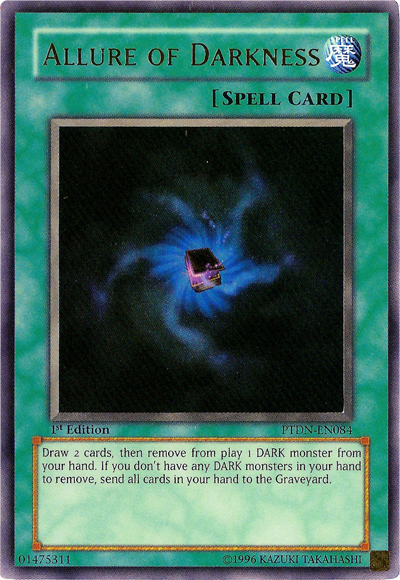 ALLURE OF DARKNESS 魔
[SPELL CARD]
1st Edition PTDN-EN084
Draw 2 cards, then remove from play 1 DARK monster from
your hand. If you don't have any DARK monsters in your hand
to remove, send all cards in your hand to the Graveyard.
01475311 ©1996 KAZUKI TAKAHASHI